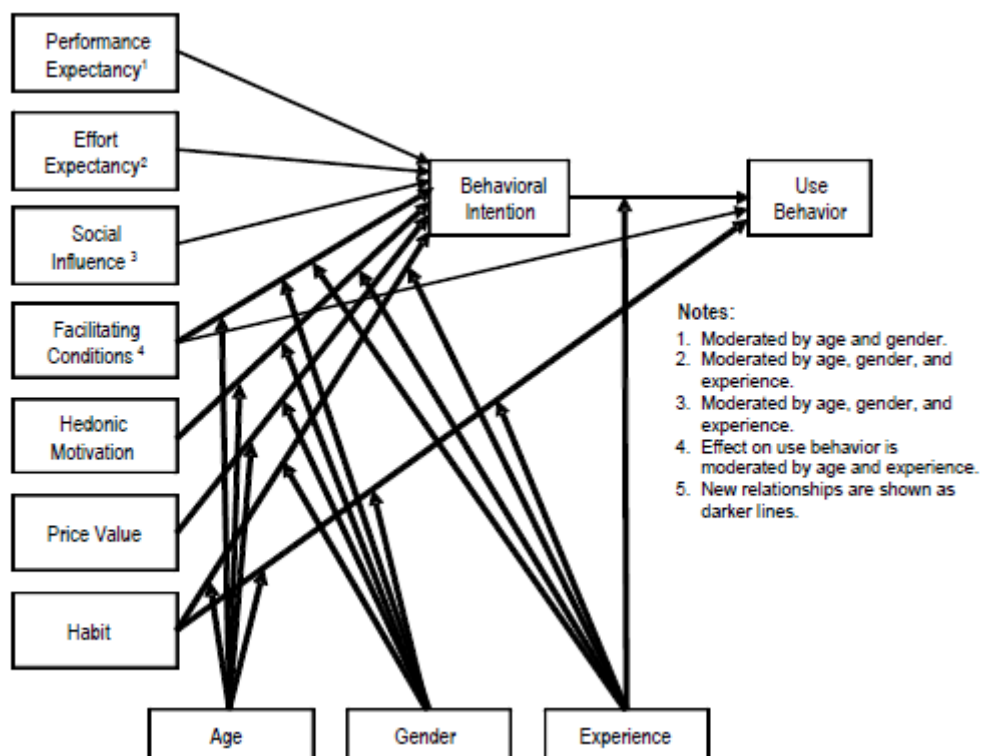 Performance
Expectancy¹
Effort
Expectancy²
Social
Influence ³
Facilitating
Conditions ⁴
Hedonic
Motivation
Price Value
Habit
Behavioral
Intention
Use
Behavior
Notes:
1. Moderated by age and gender.
2. Moderated by age, gender, and
experience.
3. Moderated by age, gender, and
experience.
4. Effect on use behavior is
moderated by age and experience.
5. New relationships are shown as
darker lines.
Age
Gender
Experience